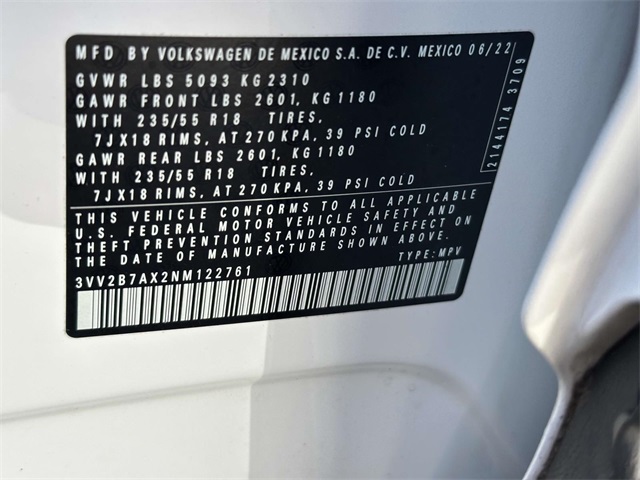 MFD BY VOLKSWAGEN DE MEXICO S.A. DE C.V. MEXICO 06/22
GVWR LBS 5093 KG 2310
GAWR FRONT LBS 2601, KG 1180
WITH 235/55 R18 TIRES,
7JX18 RIMS, AT 270 KPA, 39 PSI COLD
GAWR REAR LBS 2601, KG 1180
WITH 235/55 R18 TIRES,
7JX18 RIMS, AT 270 KPA, 39 PSI COLD
THIS VEHICLE CONFORMS TO ALL APPLICABLE
U.S. FEDERAL MOTOR VEHICLE SAFETY AND
THEFT PREVENTION STANDARDS IN EFFECT ON
THE DATE OF MANUFACTURE SHOWN ABOVE.
3VV2B7AX2NM122761 TYPE: MPV
2144174 3709